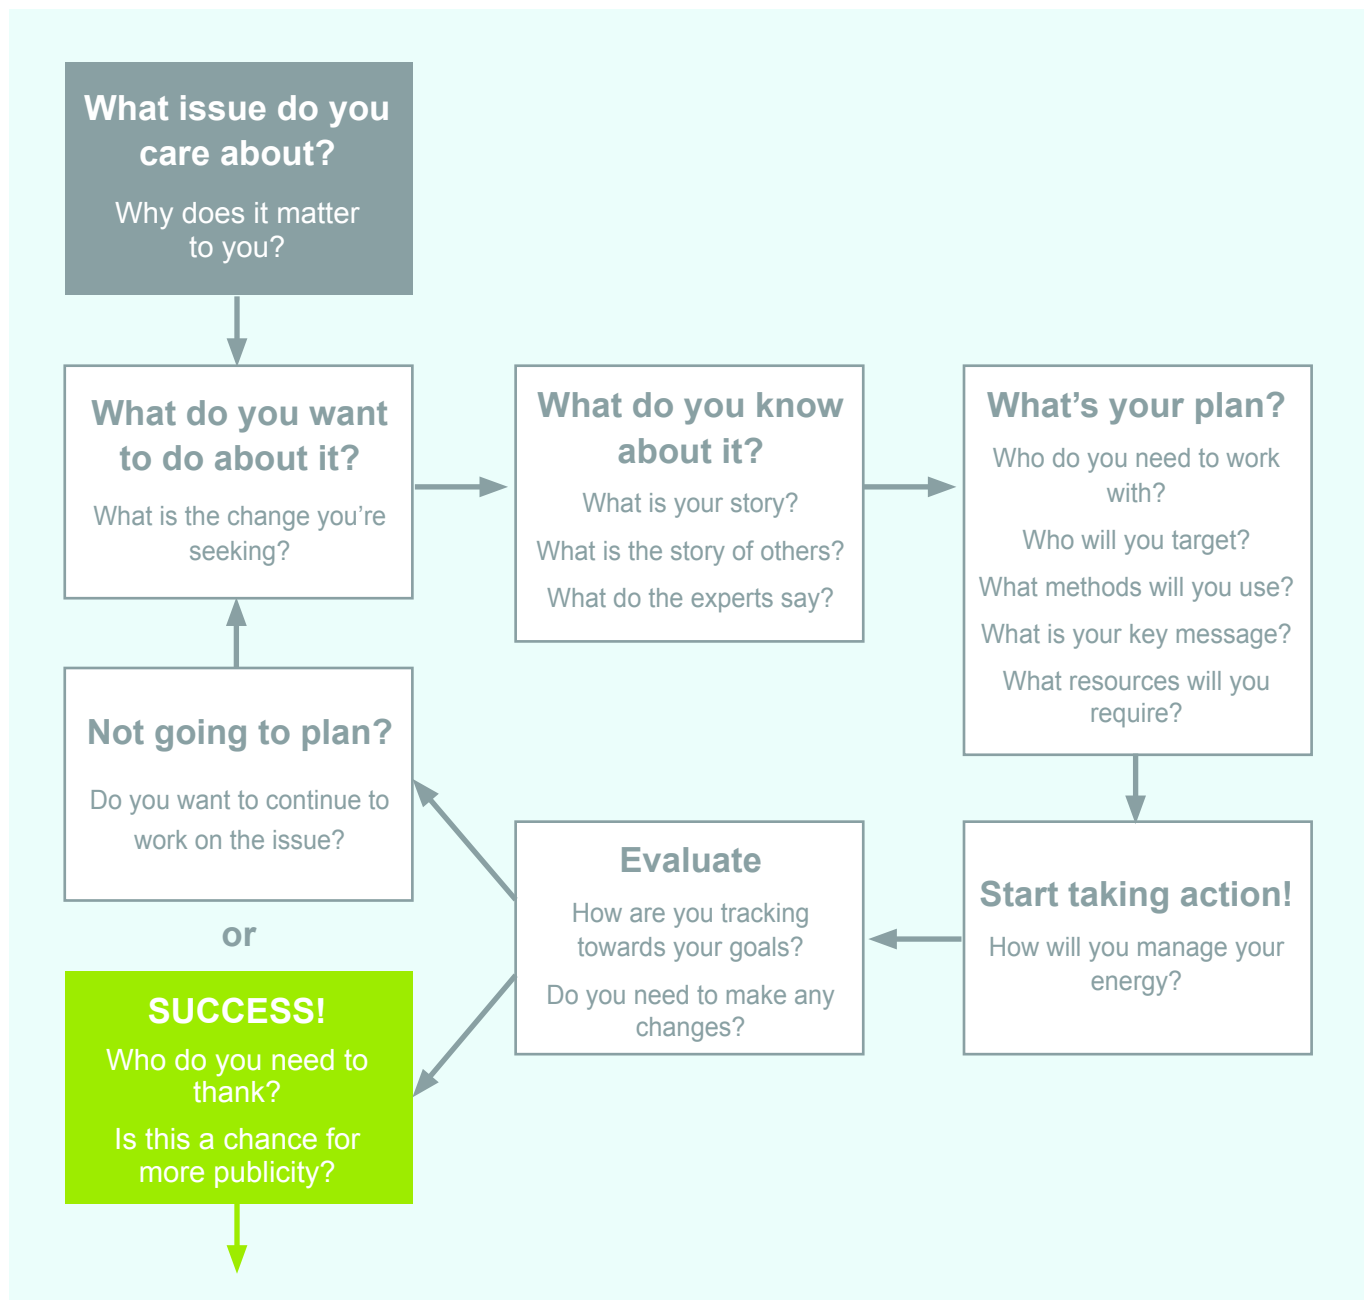 What issue do you
care about?
Why does it matter
to you?
What do you want
to do about it?
What is the change you’re
seeking?
What do you know
about it?
What is your story?
What is the story of others?
What do the experts say?
What’s your plan?
Who do you need to work
with?
Who will you target?
What methods will you use?
What is your key message?
What resources will you
require?
Start taking action!
How will you manage your
energy?
Evaluate
How are you tracking
towards your goals?
Do you need to make any
changes?
Not going to plan?
Do you want to continue to
work on the issue?
or
SUCCESS!
Who do you need to
thank?
Is this a chance for
more publicity?